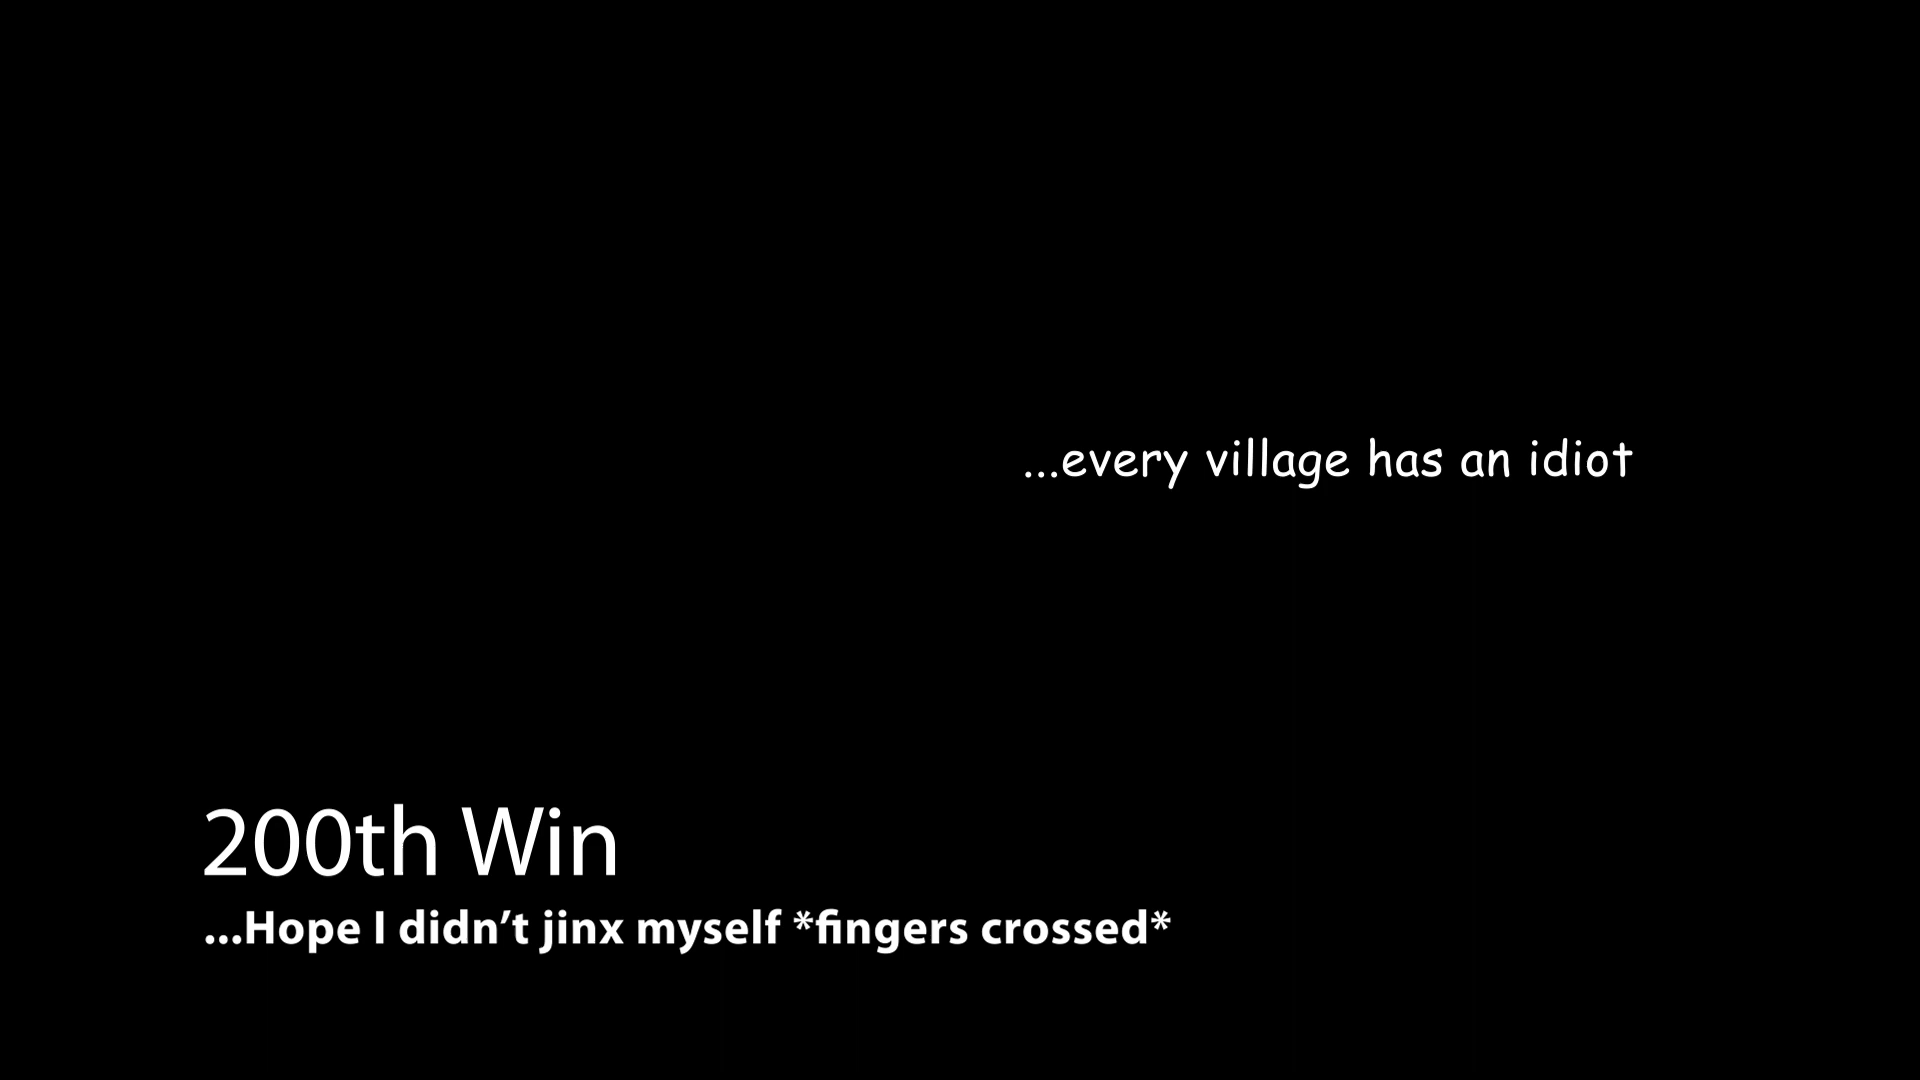 ...every village has an idiot
200th Win
...Hope I didn’t jinx myself *fingers crossed*